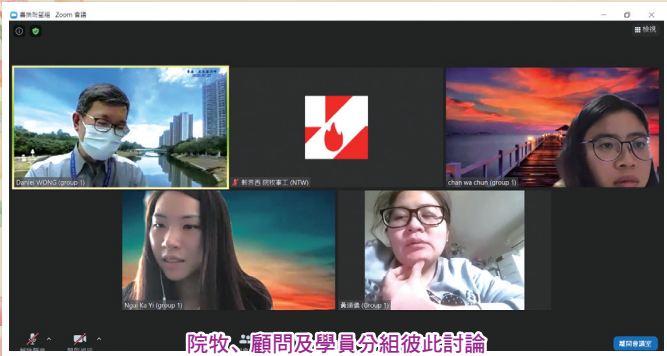 Zoom 會議
檢視
Daniel WONG (group 1)
院牧事工 (NTW)
chan wa chun (group 1)
Ngui Ka Yi (group 1)
(Group 1)
離開會議室
院牧、顧問及學員分組彼此討論